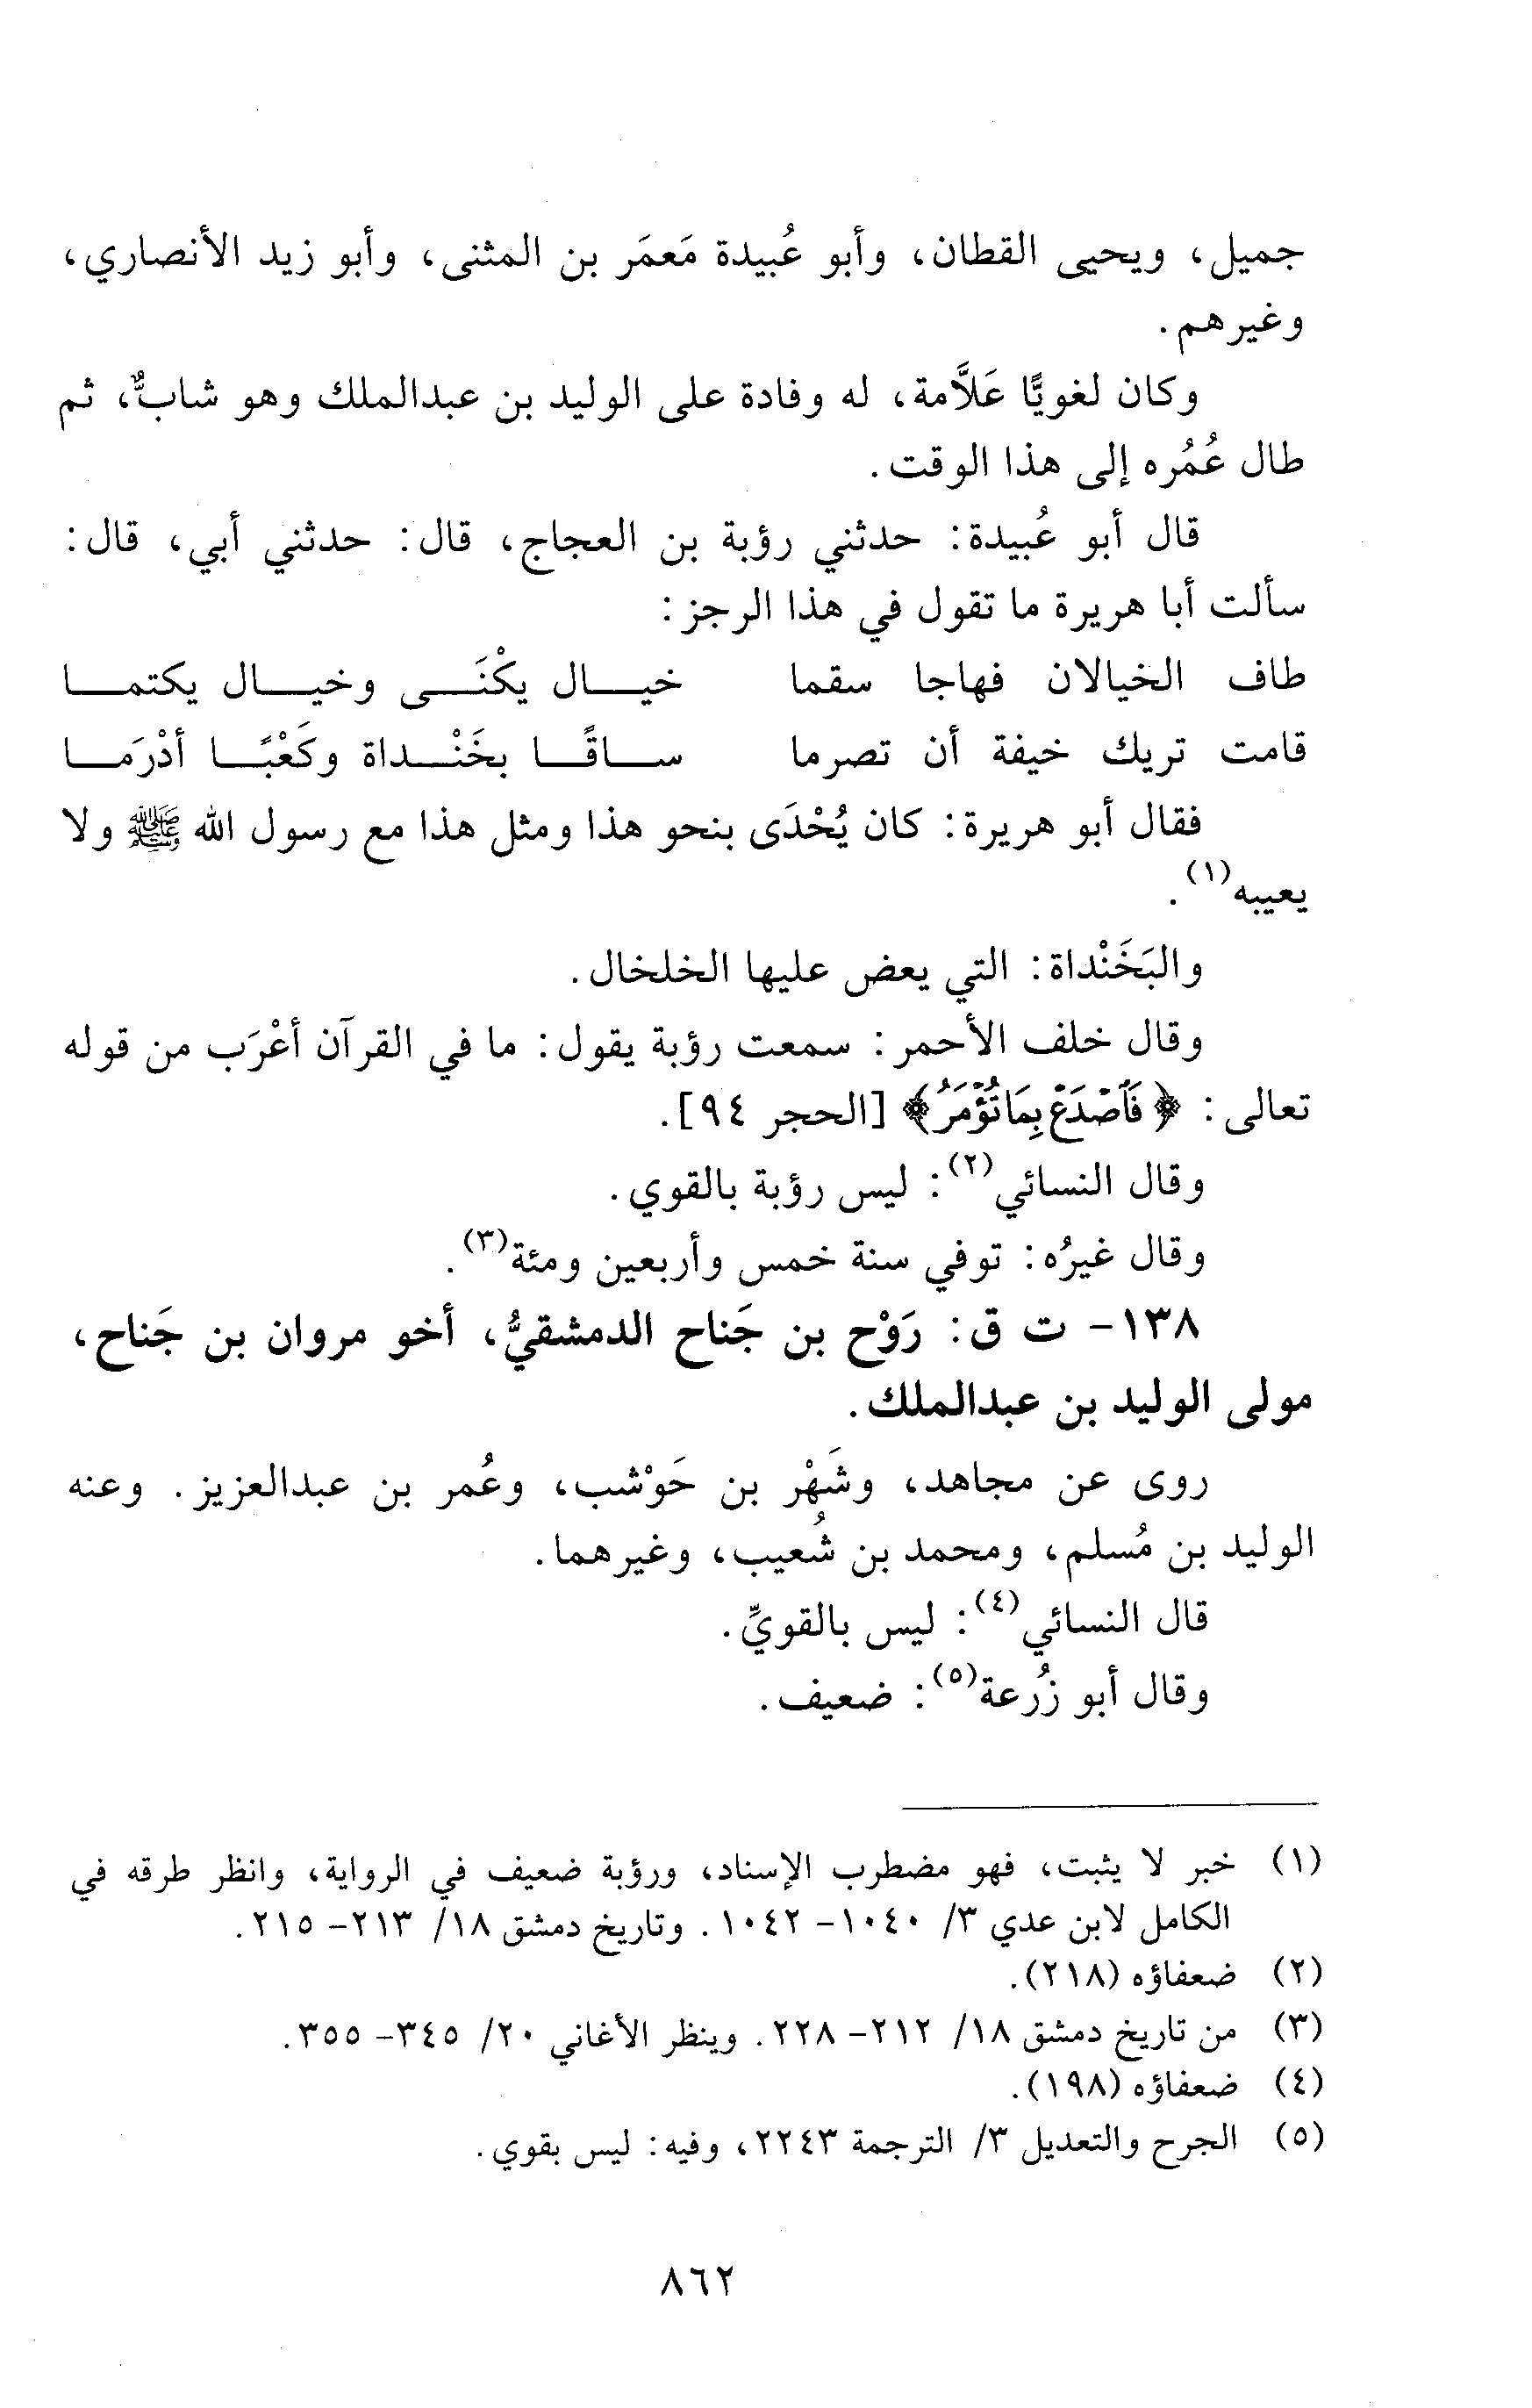 جميل، ويحيى القطان، وأبو عُبيدة مَعمَر بن المثنى، وأبو زيد الأنصاري،
وغيرهم.
وكان لغويًّا عَلاَّمة، له وفادة على الوليد بن عبدالملك وهو شابٌّ، ثم
طال عُمُره إلى هذا الوقت.
قال أبو عُبيدة: حدثني رؤبة بن العجاج، قال: حدثني أبي، قال:
سألت أبا هريرة ما تقول في هذا الرجز:
طاف الخيالان فهاجا سقما خيـــال يكْنَـــى وخيـــال يكتمـــا
قامت تريك خيفة أن تصرما ســـاقًـــا بخَنْـــداة وكَعْبًـــا أدْرَمـــا
فقال أبو هريرة: كان يُحْدَى بنحو هذا ومثل هذا مع رسول الله ﷺ ولا
يعيبه(١).
والبَخَنْداة: التي يعض عليها الخلخال.
وقال خلف الأحمر: سمعت رؤبة يقول: ما في القرآن أعْرَب من قوله
تعالى: ﴿فَٱصۡدَعۡ بِمَا تُؤۡمَرُ﴾ [الحجر ٩٤].
وقال النسائي(٢): ليس رؤبة بالقوي.
وقال غيرُه: توفي سنة خمس وأربعين ومئة(٣).
١٣٨- ت ق: رَوْح بن جَناح الدمشقيُّ، أخو مروان بن جَناح،
مولى الوليد بن عبدالملك.
روى عن مجاهد، وشَهْر بن حَوْشب، وعُمر بن عبدالعزيز. وعنه
الوليد بن مُسلم، ومحمد بن شُعيب، وغيرهما.
قال النسائي(٤): ليس بالقويِّ.
وقال أبو زُرعة(٥): ضعيف.
(١) خبر لا يثبت، فهو مضطرب الإسناد، ورؤبة ضعيف في الرواية، وانظر طرقه في
الكامل لابن عدي ٣/ ١٠٤٠- ١٠٤٢. وتاريخ دمشق ١٨/ ٢١٣- ٢١٥.
(٢) ضعفاؤه (٢١٨).
(٣) من تاريخ دمشق ١٨/ ٢١٢- ٢٢٨. وينظر الأغاني ٢٠/ ٣٤٥- ٣٥٥.
(٤) ضعفاؤه (١٩٨).
(٥) الجرح والتعديل ٣/ الترجمة ٢٢٤٣، وفيه: ليس بقوي.
٨٦٢